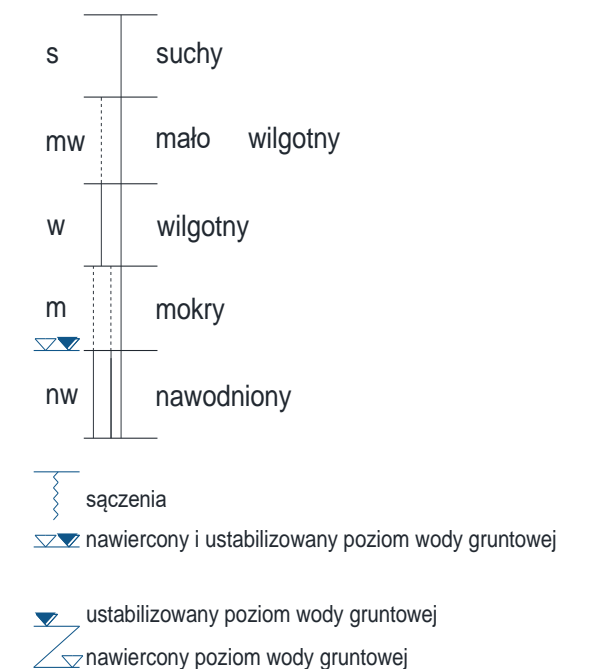 s suchy
mw mało wilgotny
w wilgotny
m mokry
nw nawodniony
sączenia
nawiercony i ustabilizowany poziom wody gruntowej
ustabilizowany poziom wody gruntowej
nawiercony poziom wody gruntowej